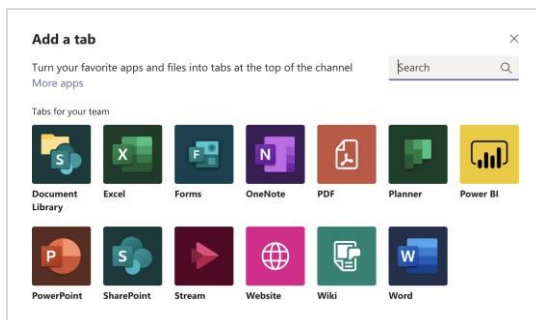 Add a tab
Turn your favorite apps and files into tabs at the top of the channel
More apps
Search
Tabs for your team
S
X
F
N
Document
Library
Excel
Forms
OneNote
PDF
Planner
Power BI
P
S
W
PowerPoint
SharePoint
Stream
Website
Wiki
Word